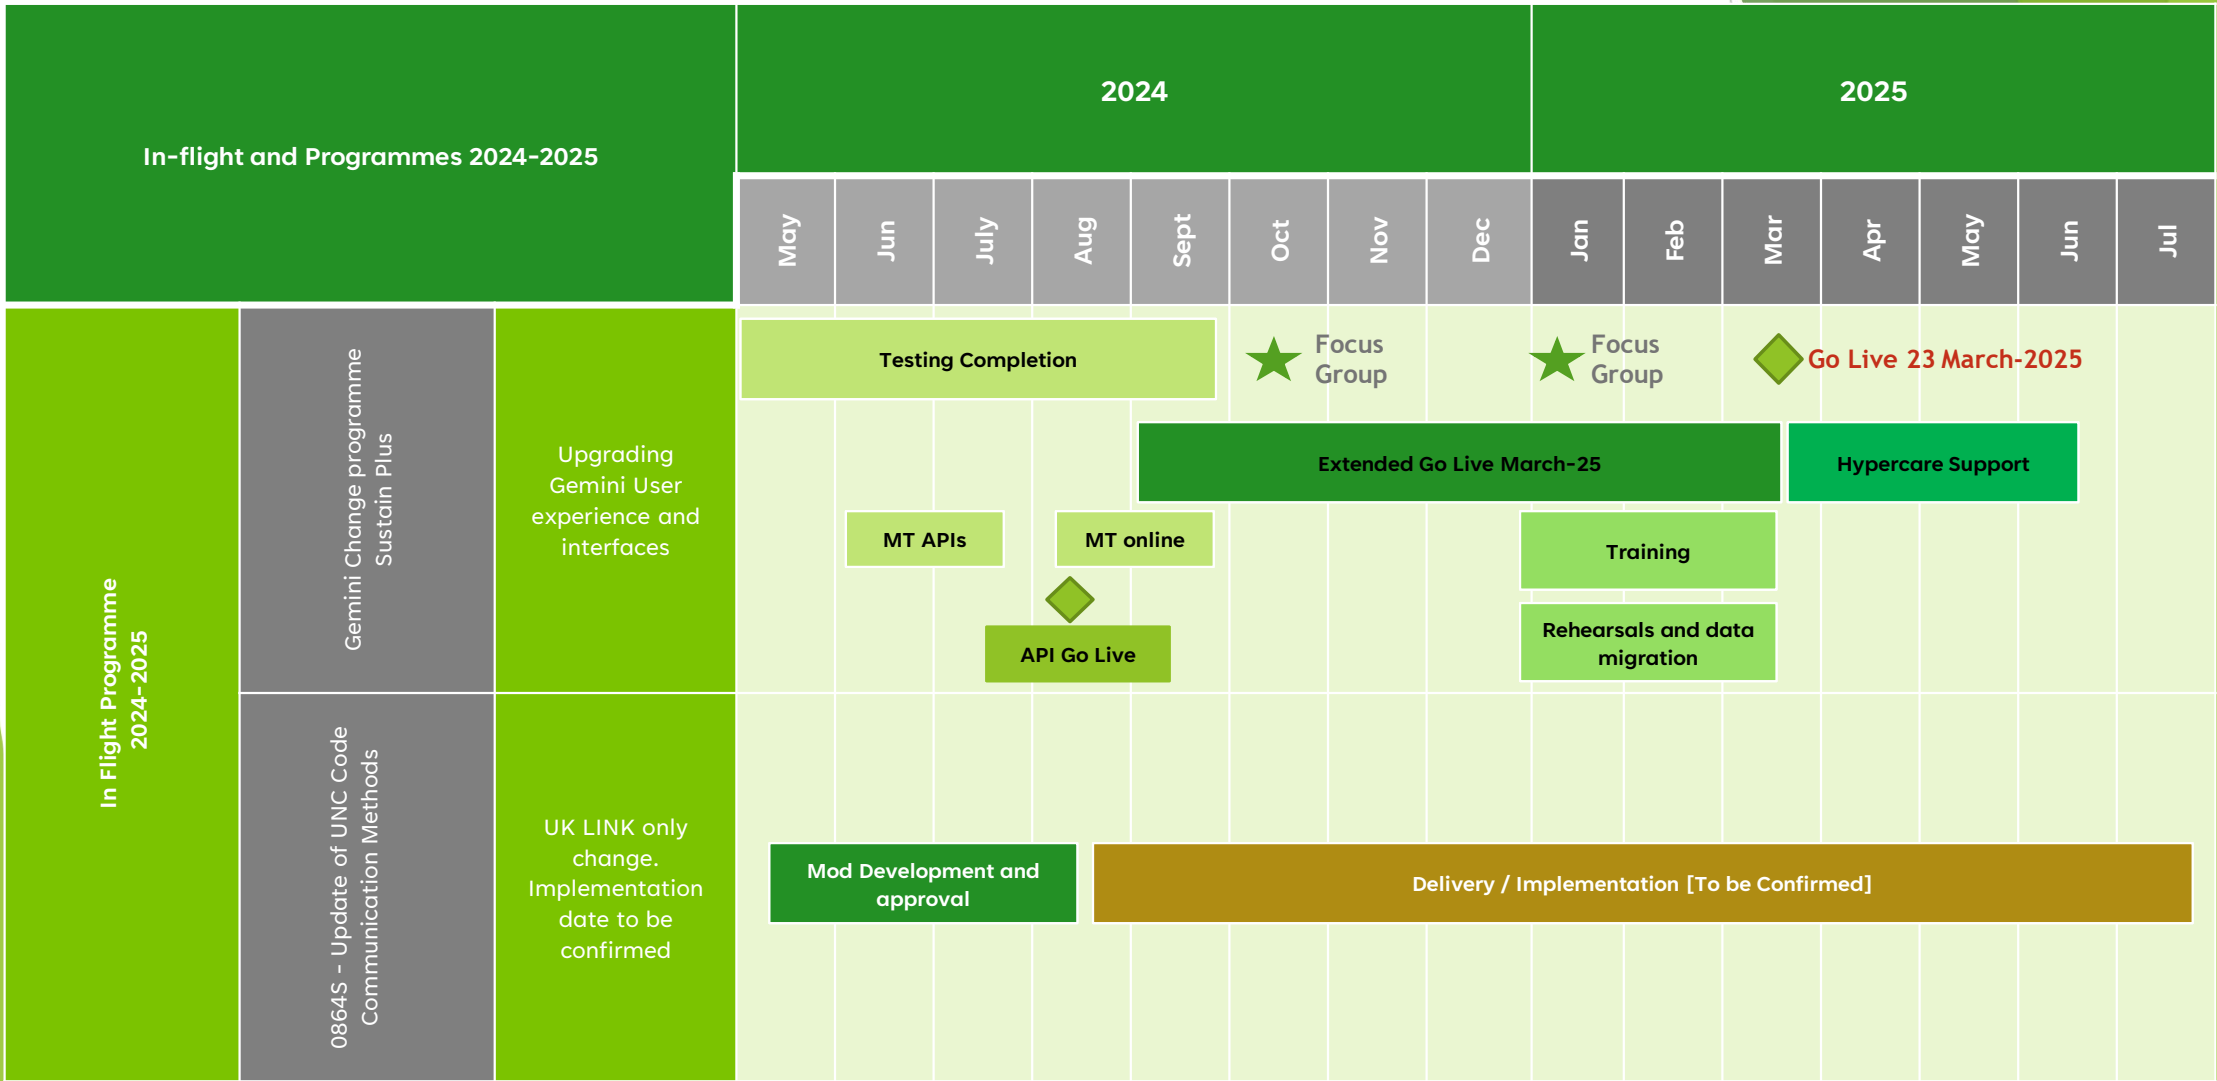 In-flight and Programmes 2024-2025
2024
2025
May
Jun
July
Aug
Sept
Oct
Nov
Dec
Jan
Feb
Mar
Apr
May
Jun
Jul
In Flight Programme
2024-2025
Gemini Change programme
Sustain Plus
Upgrading
Gemini User
experience and
interfaces
Testing Completion
Focus
Group
Focus
Group
Go Live 23 March-2025
Extended Go Live March-25
Hypercare Support
MT APIs
MT online
Training
API Go Live
Rehearsals and data
migration
0864S - Update of UNC Code
Communication Methods
UK LINK only
change.
Implementation
date to be
confirmed
Mod Development and
approval
Delivery / Implementation [To be Confirmed]